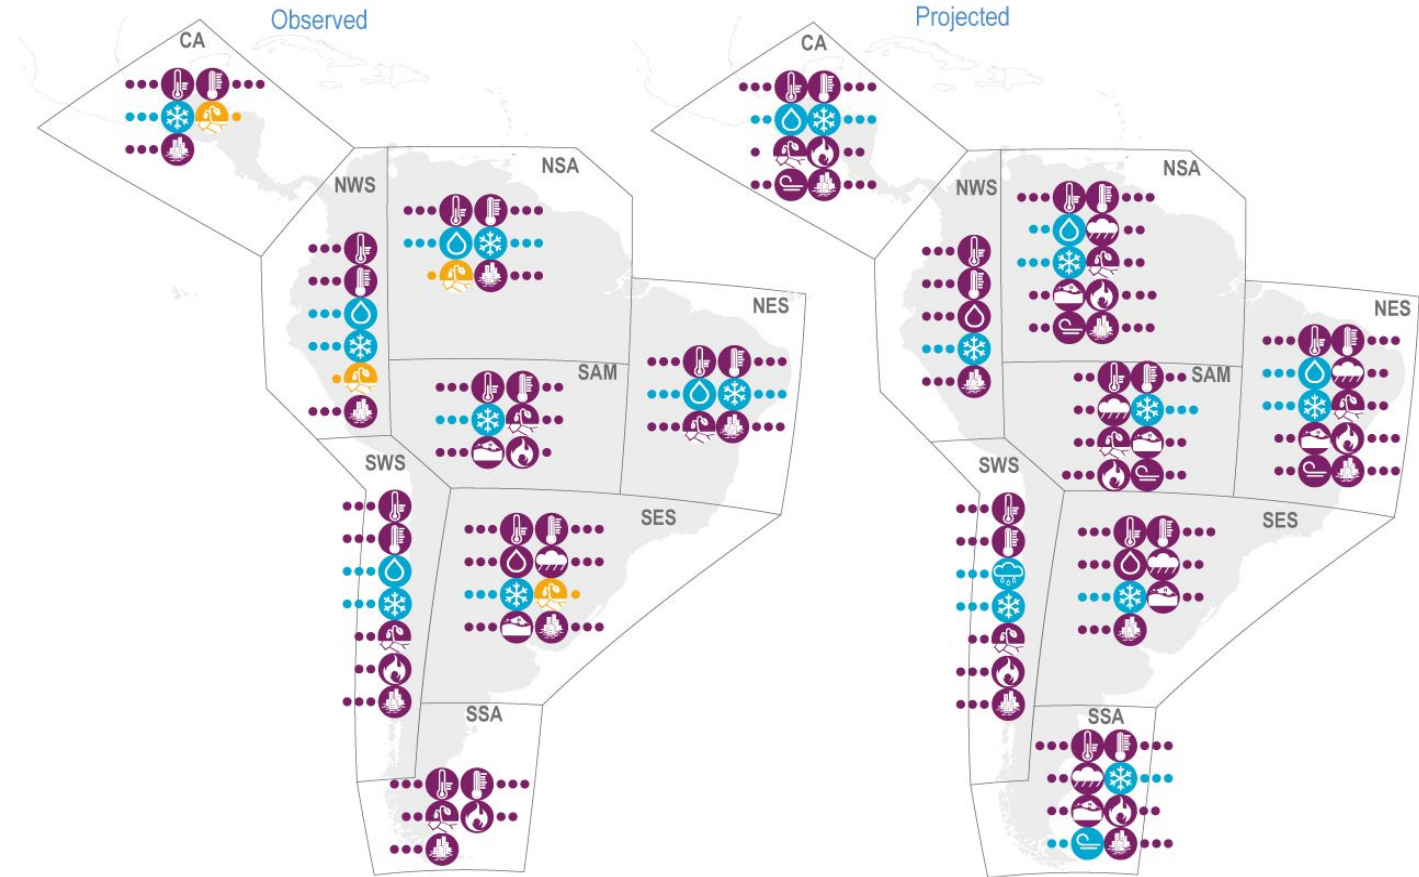 Observed
Projected
CA
CA
NWS
NSA
NWS
NSA
NES
NES
SAM
SAM
SWS
SWS
SES
SES
SSA
SSA